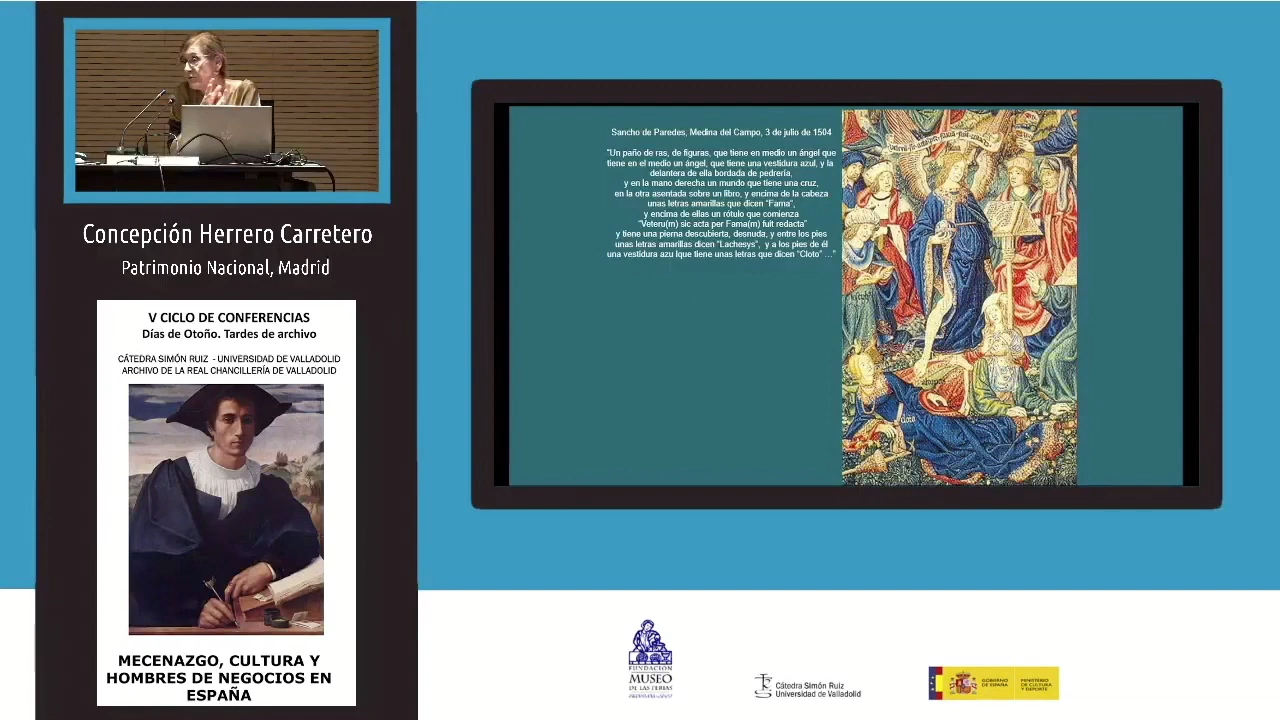 Concepción Herrero Carretero
Patrimonio Nacional, Madrid
V CICLO DE CONFERENCIAS
Días de Otoño. Tardes de archivo
CÁTEDRA SIMÓN RUIZ - UNIVERSIDAD DE VALLADOLID
ARCHIVO DE LA REAL CHANCILLERÍA DE VALLADOLID
MECENAZGO, CULTURA Y
HOMBRES DE NEGOCIOS EN
ESPAÑA
Sancho de Paredes, Medina del Campo, 3 de julio de 1504
"Un paño de ras, de figuras, que tiene en medio un ángel que
tiene en el medio un ángel, que tiene una vestidura azul, y la
delantera de ella bordada de pedrería,
y en la mano derecha un mundo que tiene una cruz,
en la otra asentada sobre un libro, y encima de la cabeza
unas letras amarillas que dicen "Fama",
y encima de ellas un rótulo que comienza
"Veteru(m) sic acta per Fama(m) fuit redacta"
y tiene una pierna descubierta, desnuda, y entre los pies
unas letras amarillas dicen "Lachesys", y a los pies de él
una vestidura azu lque tiene unas letras que dicen "Cloto" ..."
cloto
FUNDACIÓN
MUSEO
DE LAS FERIAS
Cátedra Simón Ruiz
Universidad de Valladolid
GOBIERNO
DE ESPAÑA
MINISTERIO
DE CULTURA
Y DEPORTE